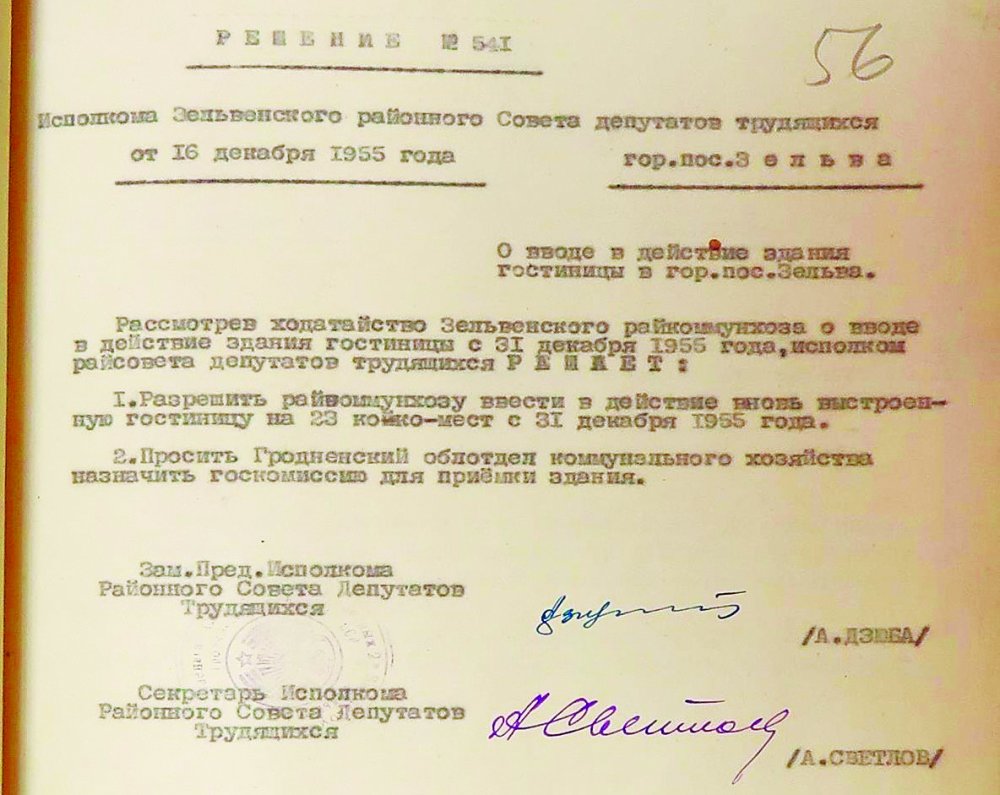 56
Р Е Ш Е Н И Е № 541
Исполкома Зельвенского районного Совета депутатов трудящихся
от 16 декабря 1955 года гор.пос.З е л ь в а
О вводе в действие здания
гостиницы в гор.пос.Зельва.
Рассмотрев ходатайство Зельвенского райкоммунхоза о вводе
в действие здания гостиницы с 31 декабря 1955 года,исполком
райсовета депутатов трудящихся Р Е Ш А Е Т :
1.Разрешить райкоммунхозу ввести в действие вновь выстроен-
ную гостиницу на 23 койко-мест с 31 декабря 1955 года.
2.Просить Гродненский облотдел коммунального хозяйства
назначить госкомиссию для приёмки здания.
Зам.Пред.Исполкома
Районного Совета Депутатов
Трудящихся
/А.ДЗЮБА/
Секретарь Исполкома
Районного Совета Депутатов
Трудящихся
А Светлов
/А.СВЕТЛОВ/